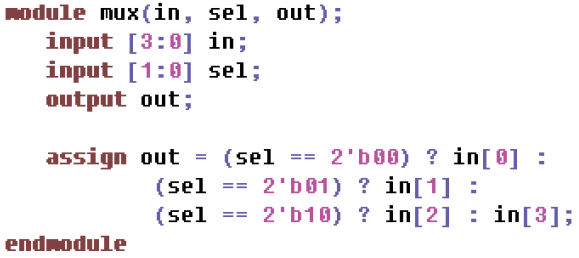 module mux(in, sel, out);
   input [3:0] in;
   input [1:0] sel;
   output out;

   assign out = (sel == 2'b00) ? in[0] :
           (sel == 2'b01) ? in[1] :
           (sel == 2'b10) ? in[2] : in[3];
endmodule